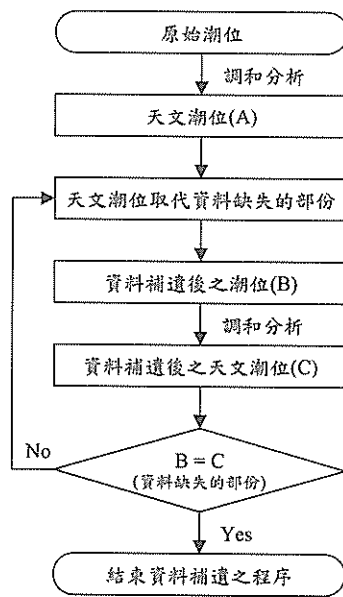 原始潮位
調和分析
天文潮位(A)
天文潮位取代資料缺失的部份
資料補遺後之潮位(B)
調和分析
資料補遺後之天文潮位(C)
No
B = C
(資料缺失的部份)
Yes
結束資料補遺之程序